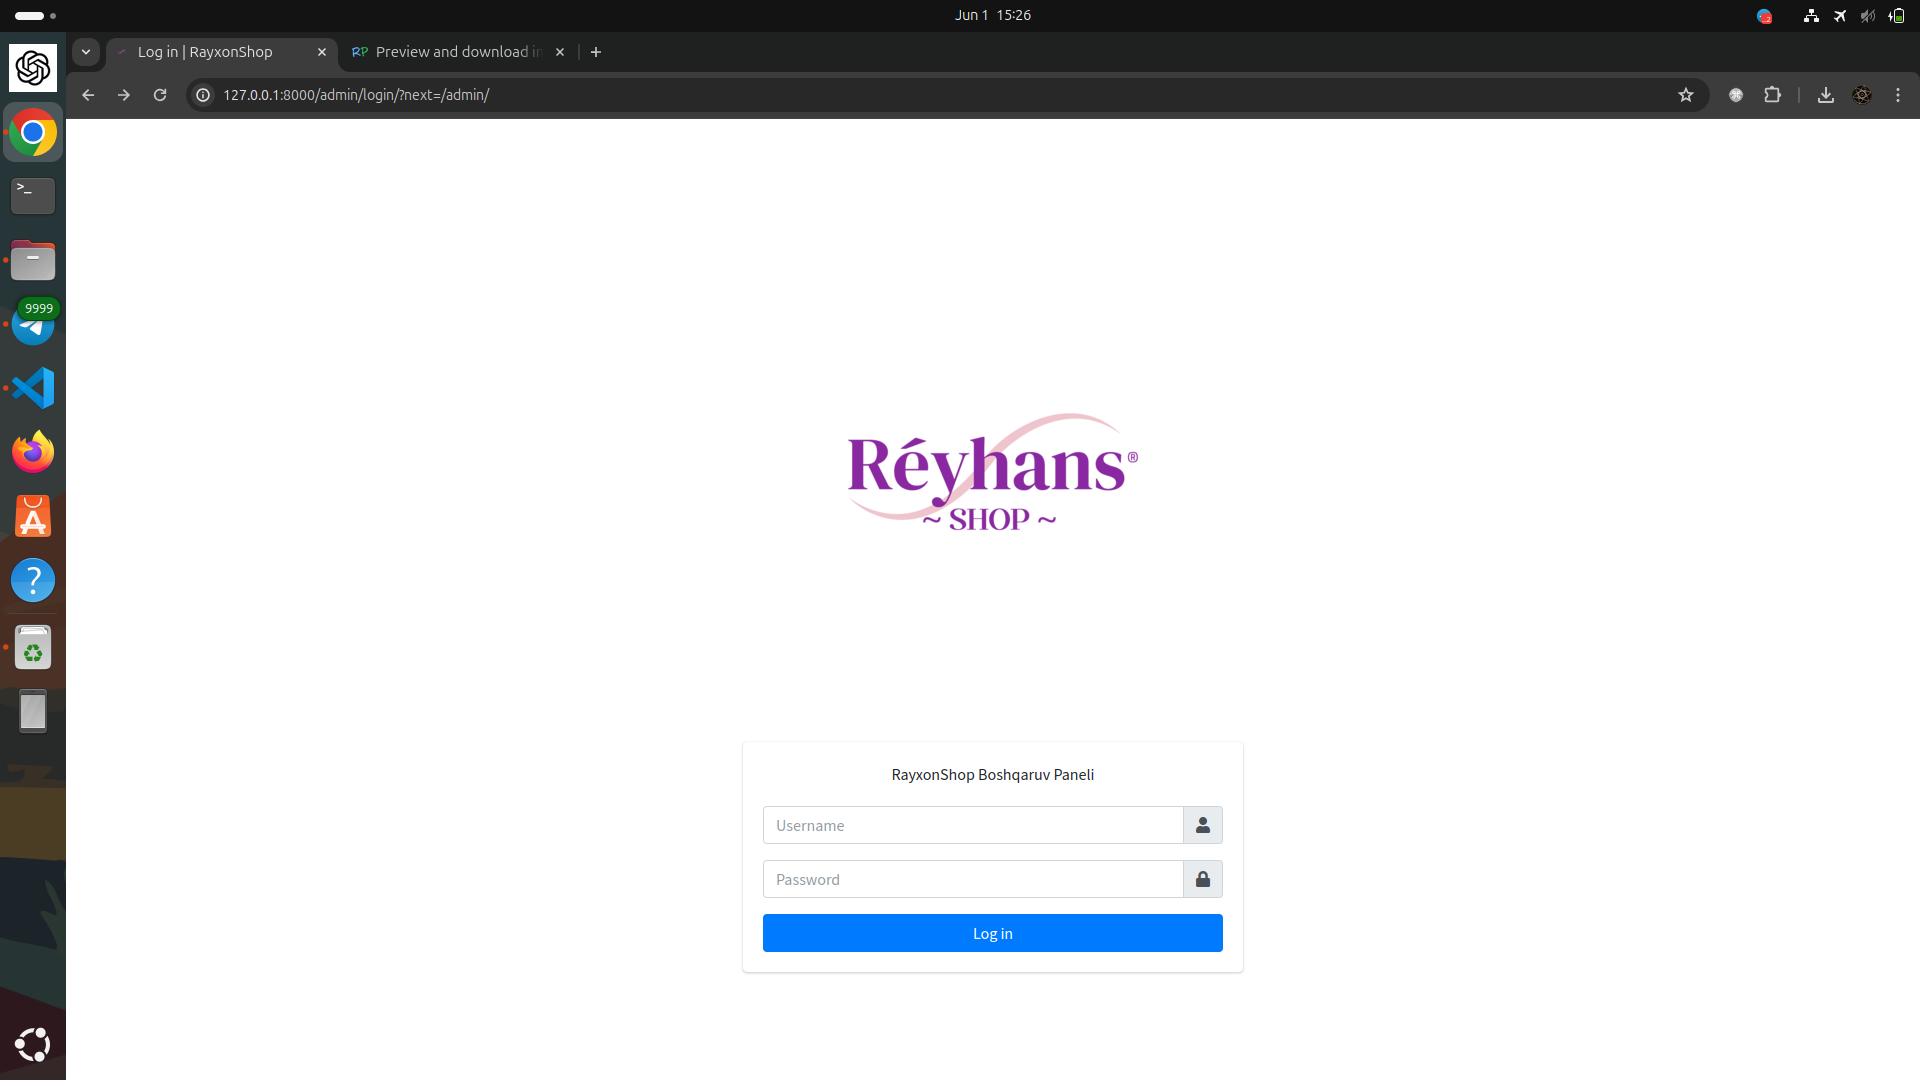 Jun 1 15:26
Log in | RayxonShop
RP Preview and download in
127.0.0.1:8000/admin/login/?next=/admin/
>_
9999
Réyhans®
~ SHOP ~
RayxonShop Boshqaruv Paneli
Username
Password
Log in